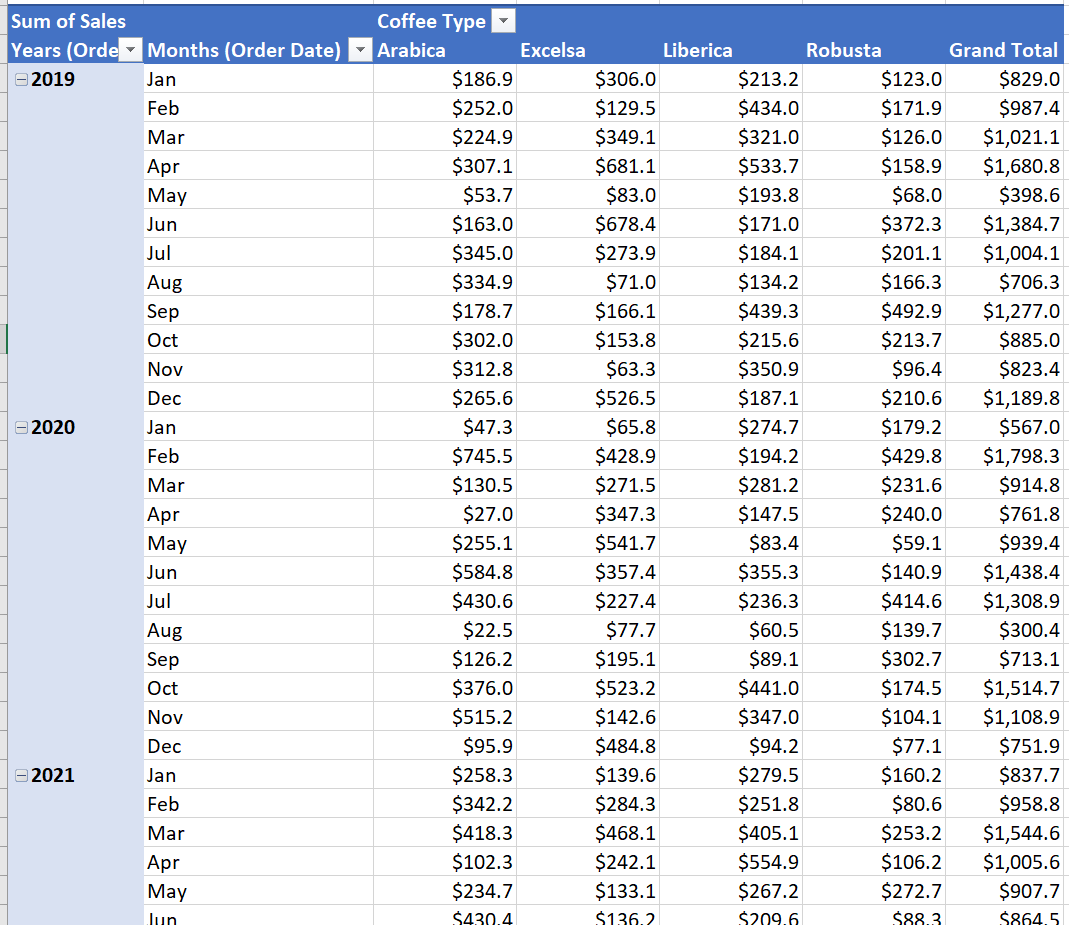 Sum of Sales Coffee Type
Years (Orde Months (Order Date) Arabica Excelsa Liberica Robusta Grand Total
2019 Jan $186.9 $306.0 $213.2 $123.0 $829.0
Feb $252.0 $129.5 $434.0 $171.9 $987.4
Mar $224.9 $349.1 $321.0 $126.0 $1,021.1
Apr $307.1 $681.1 $533.7 $158.9 $1,680.8
May $53.7 $83.0 $193.8 $68.0 $398.6
Jun $163.0 $678.4 $171.0 $372.3 $1,384.7
Jul $345.0 $273.9 $184.1 $201.1 $1,004.1
Aug $334.9 $71.0 $134.2 $166.3 $706.3
Sep $178.7 $166.1 $439.3 $492.9 $1,277.0
Oct $302.0 $153.8 $215.6 $213.7 $885.0
Nov $312.8 $63.3 $350.9 $96.4 $823.4
Dec $265.6 $526.5 $187.1 $210.6 $1,189.8
2020 Jan $47.3 $65.8 $274.7 $179.2 $567.0
Feb $745.5 $428.9 $194.2 $429.8 $1,798.3
Mar $130.5 $271.5 $281.2 $231.6 $914.8
Apr $27.0 $347.3 $147.5 $240.0 $761.8
May $255.1 $541.7 $83.4 $59.1 $939.4
Jun $584.8 $357.4 $355.3 $140.9 $1,438.4
Jul $430.6 $227.4 $236.3 $414.6 $1,308.9
Aug $22.5 $77.7 $60.5 $139.7 $300.4
Sep $126.2 $195.1 $89.1 $302.7 $713.1
Oct $376.0 $523.2 $441.0 $174.5 $1,514.7
Nov $515.2 $142.6 $347.0 $104.1 $1,108.9
Dec $95.9 $484.8 $94.2 $77.1 $751.9
2021 Jan $258.3 $139.6 $279.5 $160.2 $837.7
Feb $342.2 $284.3 $251.8 $80.6 $958.8
Mar $418.3 $468.1 $405.1 $253.2 $1,544.6
Apr $102.3 $242.1 $554.9 $106.2 $1,005.6
May $234.7 $133.1 $267.2 $272.7 $907.7
Jun $430.4 $136.2 $209.6 $88.3 $864.5